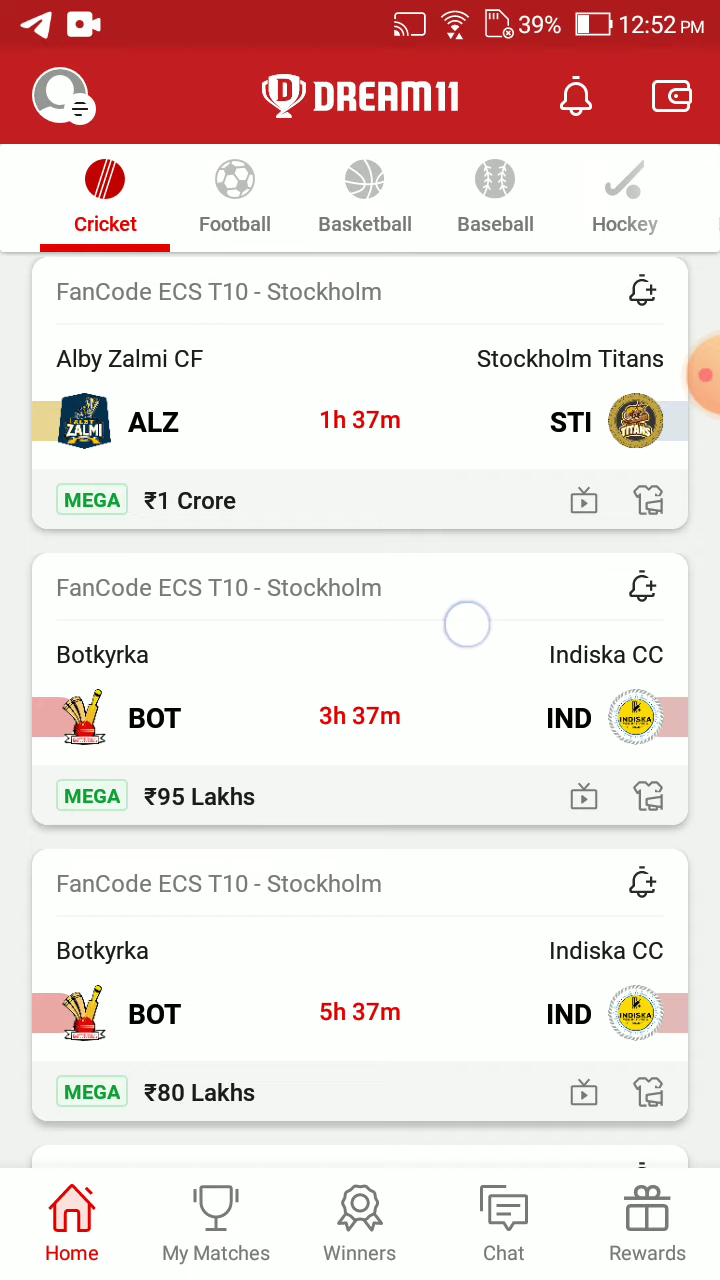 39% 12:52 PM
DREAM11
Cricket Football Basketball Baseball Hockey
FanCode ECS T10 - Stockholm
Alby Zalmi CF Stockholm Titans
ALZ 1h 37m STI
MEGA ₹1 Crore
FanCode ECS T10 - Stockholm
Botkyrka Indiska CC
BOT 3h 37m IND
MEGA ₹95 Lakhs
FanCode ECS T10 - Stockholm
Botkyrka Indiska CC
BOT 5h 37m IND
MEGA ₹80 Lakhs
Home My Matches Winners Chat Rewards